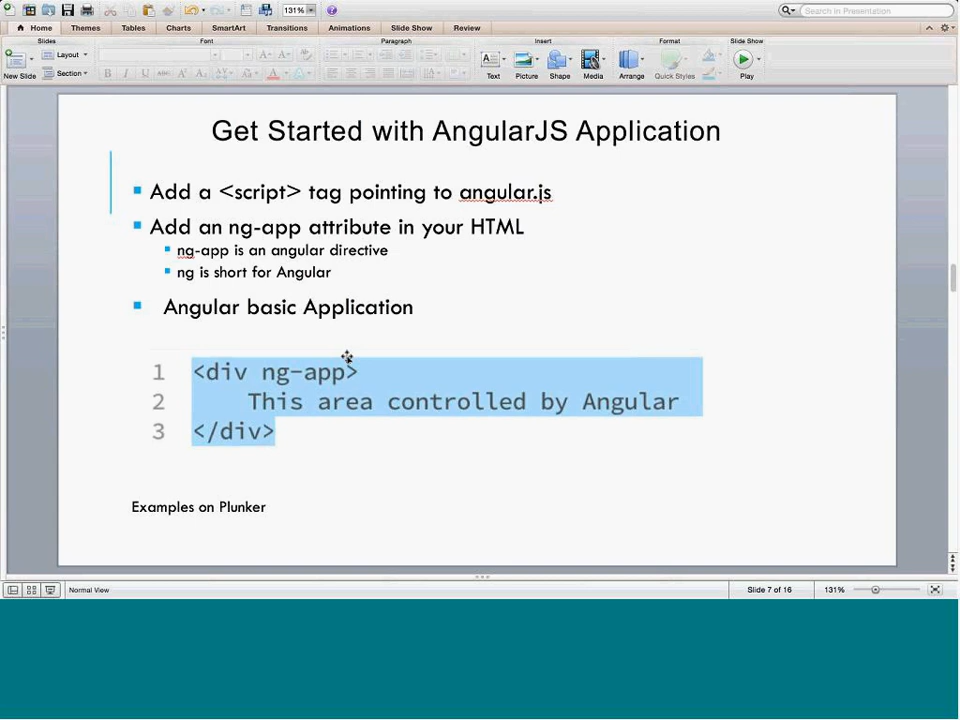 131%
Search in Presentation
Home Themes Tables Charts SmartArt Transitions Animations Slide Show Review
Slides Font Paragraph Insert Format Slide Show
New Slide Layout Section Text Picture Shape Media Arrange Quick Styles Play
Get Started with AngularJS Application
Add a <script> tag pointing to angular.js
Add an ng-app attribute in your HTML
ng-app is an angular directive
ng is short for Angular
Angular basic Application
1 <div ng-app>
2 This area controlled by Angular
3 </div>
Examples on Plunker
Normal View Slide 7 of 16 131%